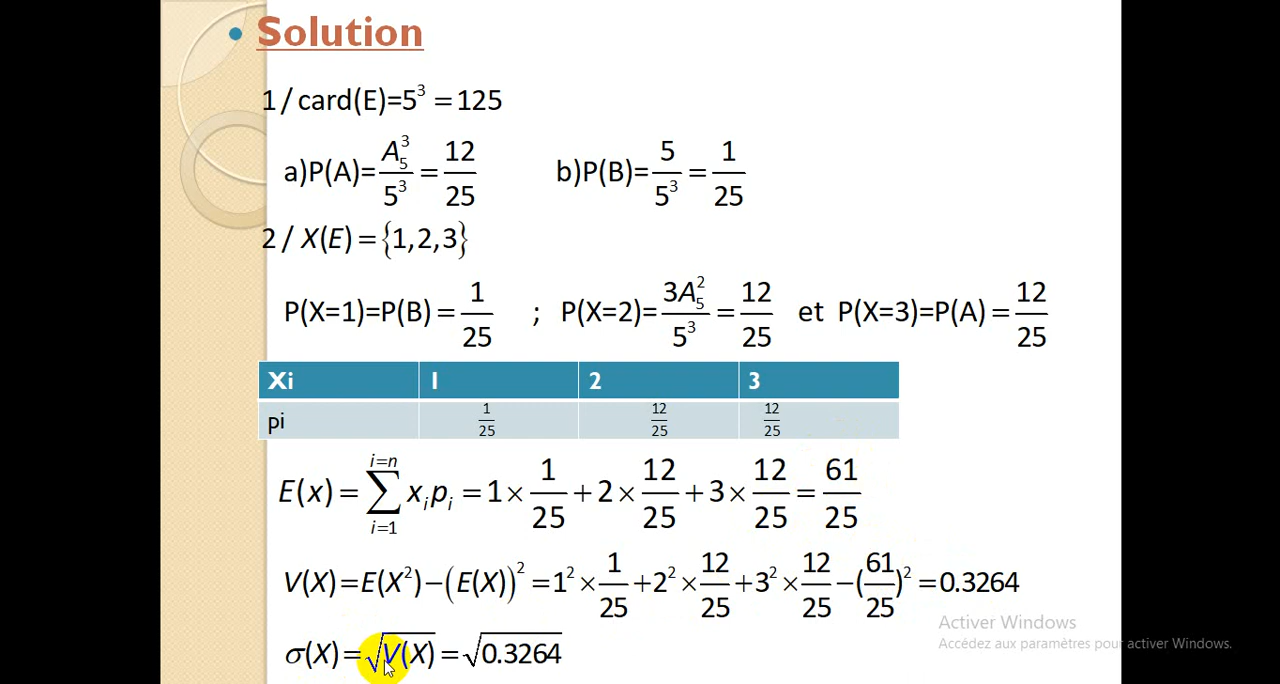 Solution
1 / card(E)=5³ = 125
a)P(A)= A₅³/5³ = 12/25 b)P(B)= 5/5³ = 1/25
2 / X(E) = {1,2,3}
P(X=1)=P(B) = 1/25 ; P(X=2)= 3A₅²/5³ = 12/25 et P(X=3)=P(A) = 12/25
Xi 1 2 3
pi 1/25 12/25 12/25
E(x) = ∑_{i=1}^{i=n} xᵢpᵢ = 1 × 1/25 + 2 × 12/25 + 3 × 12/25 = 61/25
V(X) = E(X²) − (E(X))² = 1² × 1/25 + 2² × 12/25 + 3² × 12/25 − (61/25)² = 0.3264
Activer Windows
Accédez aux paramètres pour activer Windows.
σ(X) = √V(X) = √0.3264